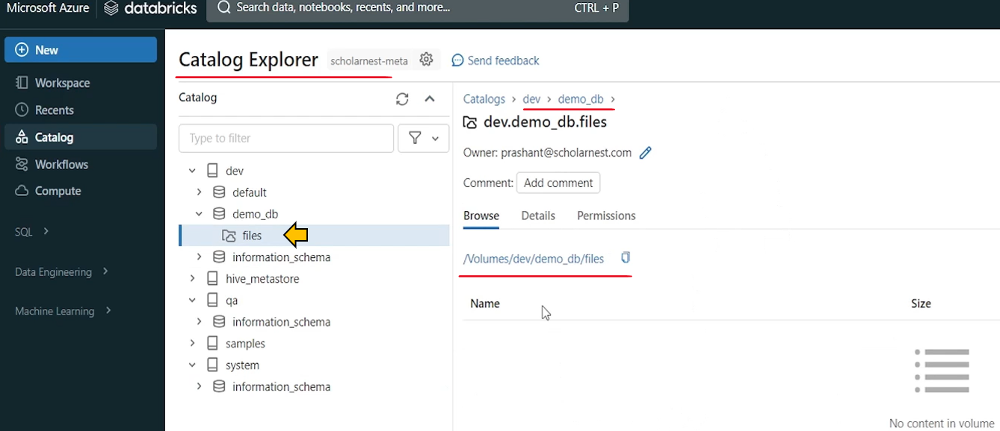 Microsoft Azure databricks Search data, notebooks, recents, and more... CTRL + P
New
Workspace
Recents
Catalog
Workflows
Compute
SQL
Data Engineering
Machine Learning
Catalog Explorer scholarnest-meta Send feedback
Catalog
Type to filter
dev
default
demo_db
files
information_schema
hive_metastore
qa
information_schema
samples
system
information_schema
Catalogs > dev > demo_db >
dev.demo_db.files
Owner: prashant@scholarnest.com
Comment: Add comment
Browse Details Permissions
/Volumes/dev/demo_db/files
Name Size
No content in volume